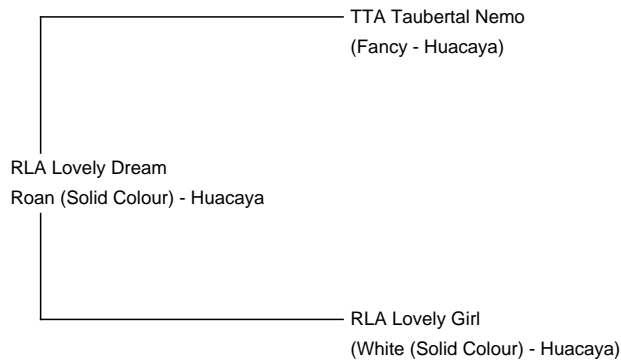 TTA Taubertal Nemo
(Fancy - Huacaya)
RLA Lovely Dream
Roan (Solid Colour) - Huacaya
RLA Lovely Girl
(White (Solid Colour) - Huacaya)